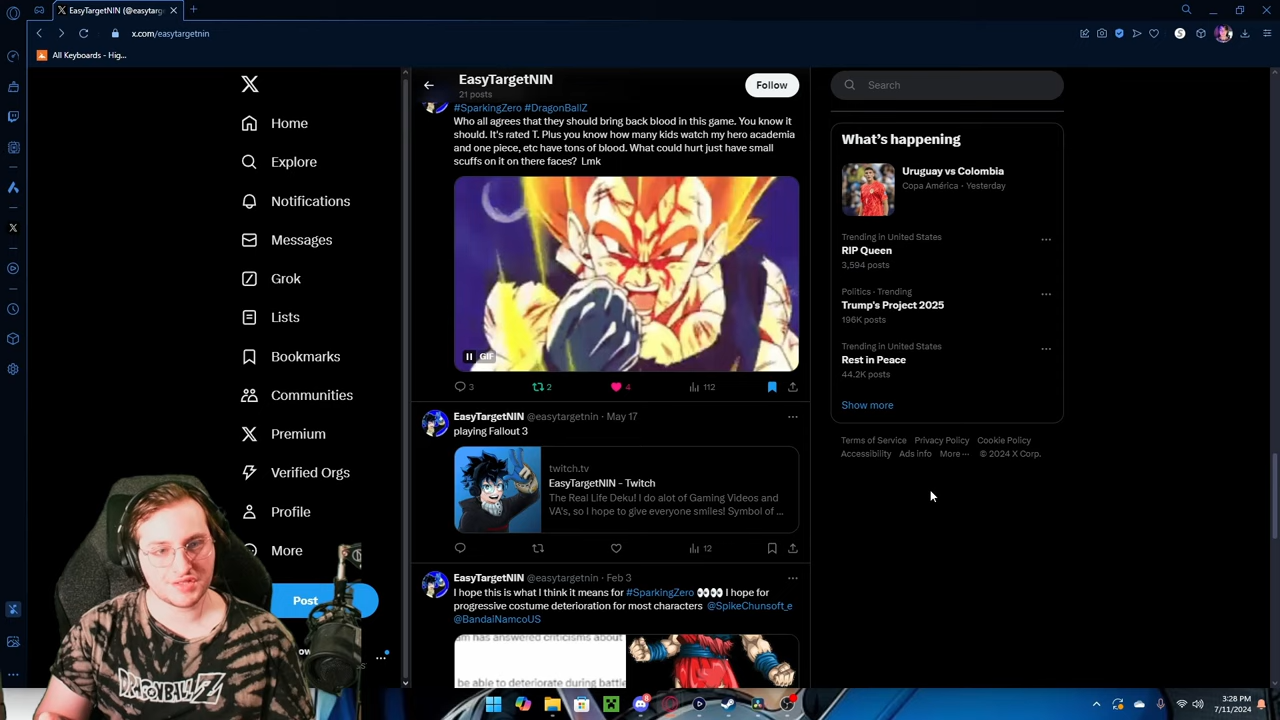 EasyTargetNIN (@easytarge
x.com/easytargetnin
All Keyboards - Hig...
EasyTargetNIN
21 posts
Follow
Home
Explore
Notifications
Messages
Grok
Lists
Bookmarks
Communities
Premium
Verified Orgs
Profile
More
Post
#SparkingZero #DragonBallZ
Who all agrees that they should bring back blood in this game. You know it
should. It's rated T. Plus you know how many kids watch my hero academia
and one piece, etc have tons of blood. What could hurt just have small
scuffs on it on there faces? Lmk
GIF
3
2
4
112
EasyTargetNIN @easytargetnin · May 17
playing Fallout 3
twitch.tv
EasyTargetNIN - Twitch
The Real Life Deku! I do alot of Gaming Videos and
VA's, so I hope to give everyone smiles! Symbol of ...
12
EasyTargetNIN @easytargetnin · Feb 3
I hope this is what I think it means for #SparkingZero 👀👀 I hope for
progressive costume deterioration for most characters @SpikeChunsoft_e
@BandaiNamcoUS
am has answered criticisms about
be able to deteriorate during battle
Search
What's happening
Uruguay vs Colombia
Copa América · Yesterday
Trending in United States
RIP Queen
3,594 posts
Politics · Trending
Trump's Project 2025
196K posts
Trending in United States
Rest in Peace
44.2K posts
Show more
Terms of Service Privacy Policy Cookie Policy
Accessibility Ads info More ··· © 2024 X Corp.
DRAGONBALL Z
3:28 PM
7/11/2024